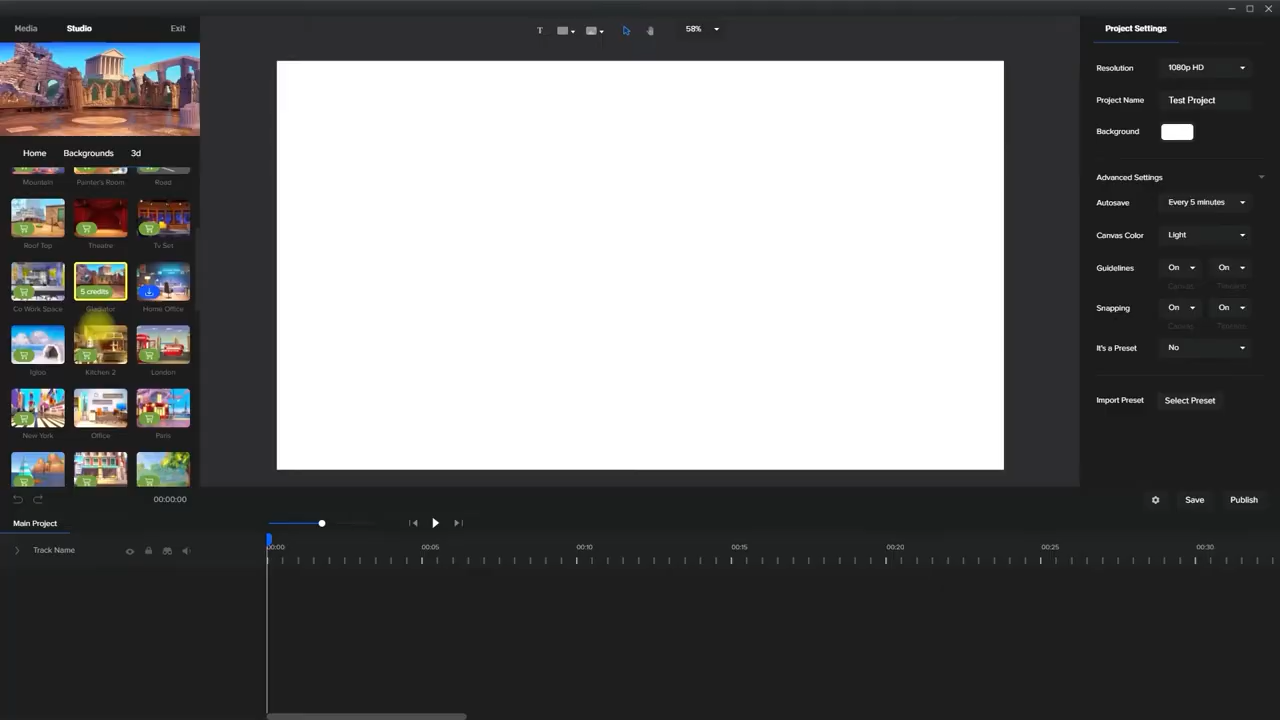 Media Studio Exit
58%
Project Settings
Resolution 1080p HD
Project Name Test Project
Background
Home Backgrounds 3d
Mountain Painter's Room Road
Advanced Settings
Autosave Every 5 minutes
Roof Top Theatre Tv Set
Canvas Color Light
Guidelines On On
Canvas Timeline
5 credits
Co Work Space Gladiator Home Office
Snapping On On
Canvas Timeline
It's a Preset No
Igloo Kitchen 2 London
Import Preset Select Preset
New York Office Paris
00:00:00
Save Publish
Main Project
Track Name
00:00 00:05 00:10 00:15 00:20 00:25 00:30